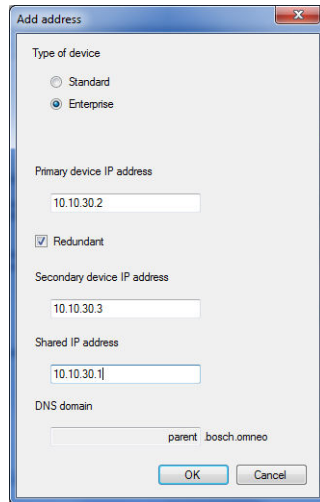 Add address
Type of device
Standard
Enterprise
Primary device IP address
10.10.30.2
Redundant
Secondary device IP address
10.10.30.3
Shared IP address
10.10.30.1
DNS domain
parent .bosch.omneo
OK Cancel